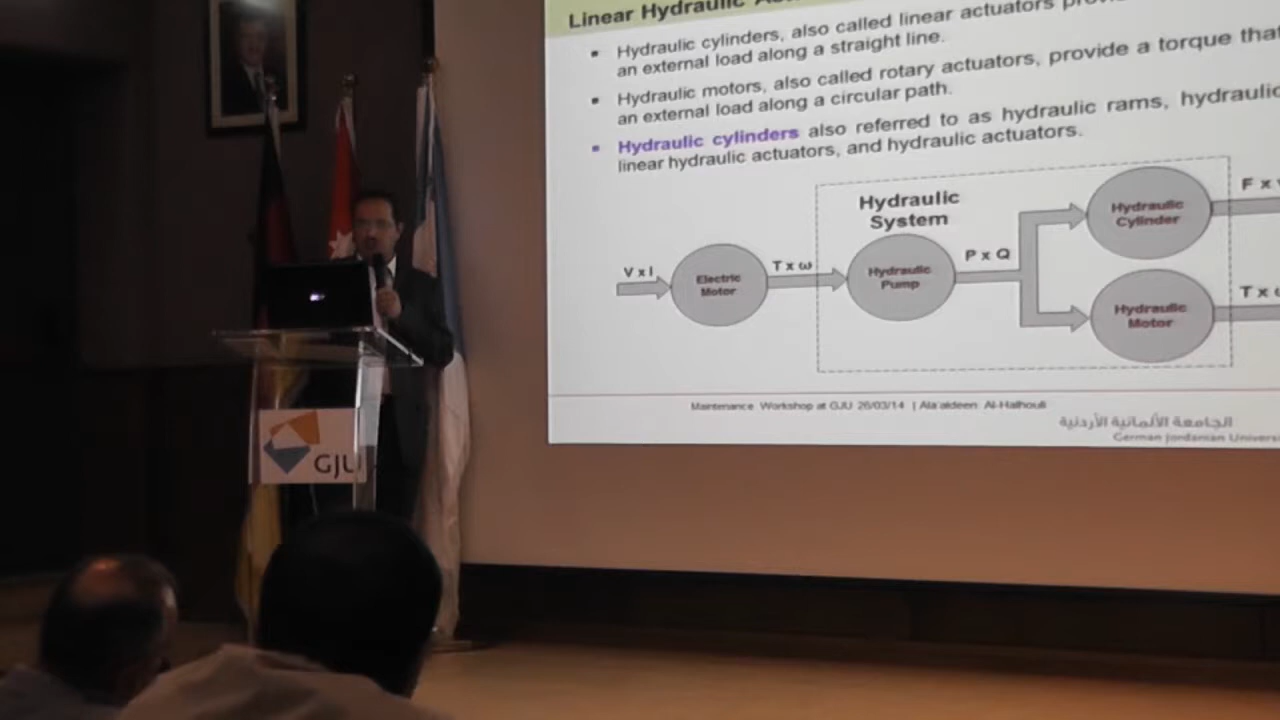 Linear Hydraulic
Hydraulic cylinders, also called linear actuators
an external load along a straight line.
Hydraulic motors, also called rotary actuators, provide a torque that
an external load along a circular path.
Hydraulic cylinders also referred to as hydraulic rams, hydraulic
linear hydraulic actuators, and hydraulic actuators.
Hydraulic
System
V x I
Electric
Motor
T x ω
Hydraulic
Pump
P x Q
Hydraulic
Cylinder
F x
Hydraulic
Motor
T x
Maintenance Workshop at GJU 26/03/14 | Ala'aldeen Al-Halhouli
الجامعة الألمانية الأردنية
German Jordanian
GJU